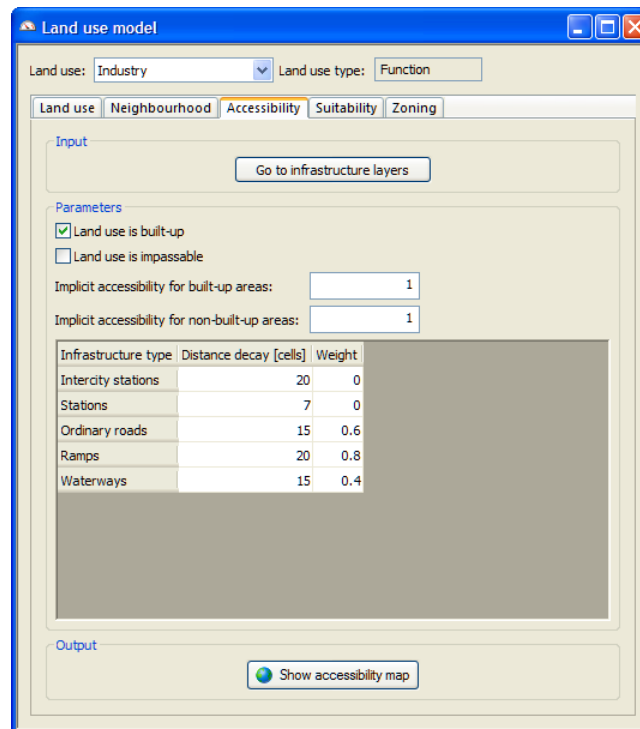 Land use model
Land use: Industry Land use type: Function
Land use Neighbourhood Accessibility Suitability Zoning
Input
Go to infrastructure layers
Parameters
Land use is built-up
Land use is impassable
Implicit accessibility for built-up areas: 1
Implicit accessibility for non-built-up areas: 1
Infrastructure type Distance decay [cells] Weight
Intercity stations 20 0
Stations 7 0
Ordinary roads 15 0.6
Ramps 20 0.8
Waterways 15 0.4
Output
Show accessibility map